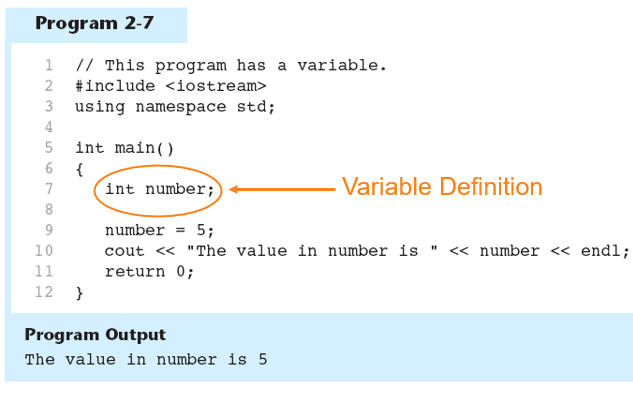 Program 2-7
1 // This program has a variable.
2 #include <iostream>
3 using namespace std;
4
5 int main()
6 {
7 int number; Variable Definition
8
9 number = 5;
10 cout << "The value in number is " << number << endl;
11 return 0;
12 }
Program Output
The value in number is 5